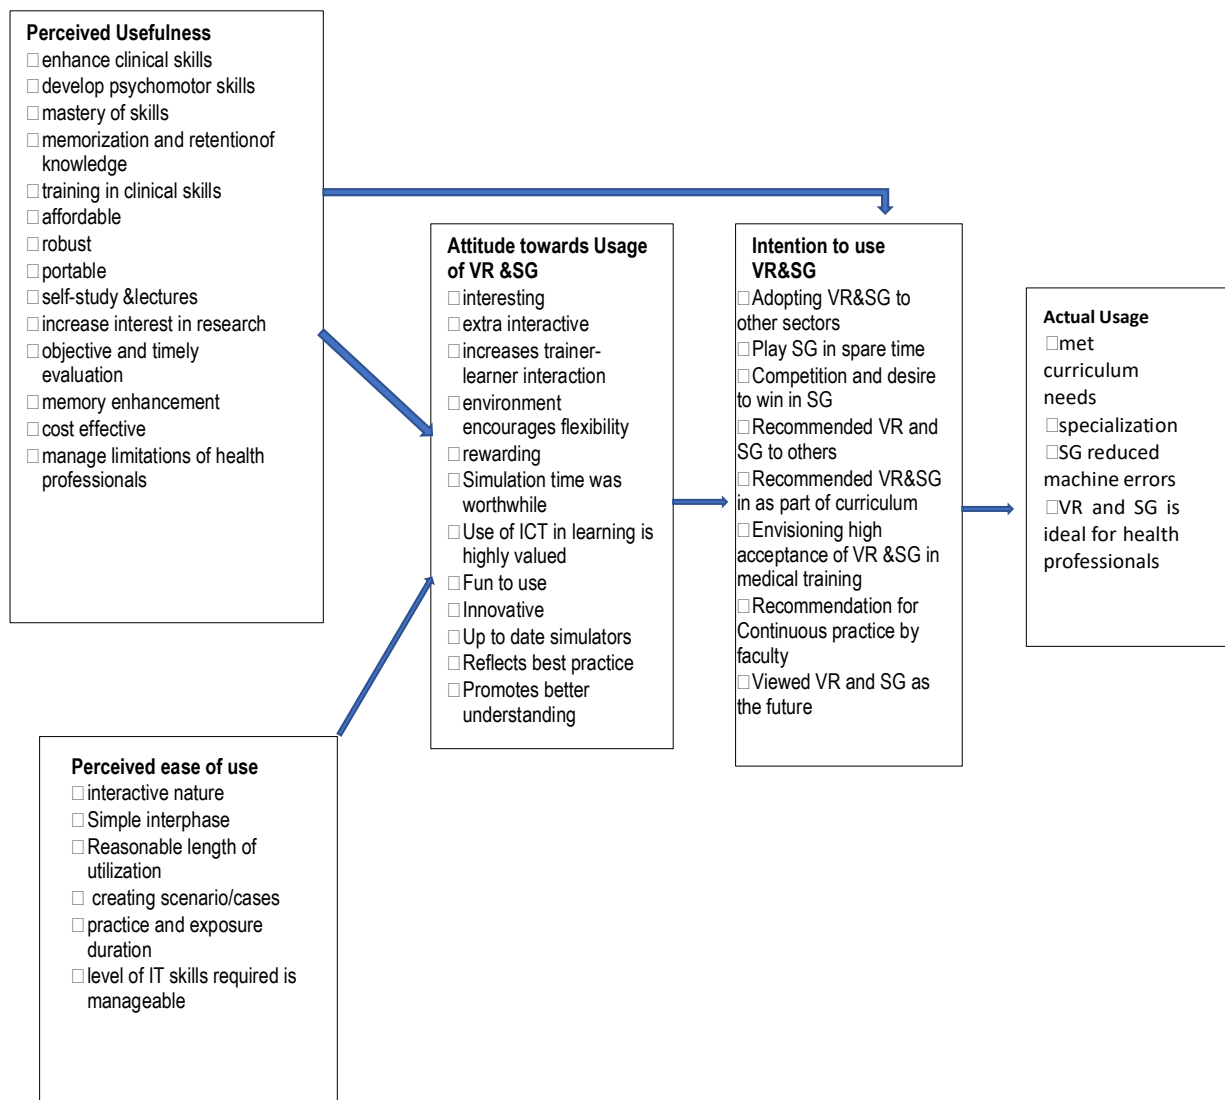 Perceived Usefulness
□enhance clinical skills
□develop psychomotor skills
□mastery of skills
□memorization and retentionof
knowledge
□training in clinical skills
□affordable
□robust
□portable
□self-study &lectures
□increase interest in research
□objective and timely
evaluation
□memory enhancement
□cost effective
□manage limitations of health
professionals
Perceived ease of use
□interactive nature
□Simple interphase
□Reasonable length of
utilization
□ creating scenario/cases
□practice and exposure
duration
□level of IT skills required is
manageable
Attitude towards Usage
of VR &SG
□interesting
□extra interactive
□increases trainer-
learner interaction
□environment
encourages flexibility
□rewarding
□Simulation time was
worthwhile
□Use of ICT in learning is
highly valued
□Fun to use
□Innovative
□Up to date simulators
□Reflects best practice
□Promotes better
understanding
Intention to use
VR&SG
□Adopting VR&SG to
other sectors
□Play SG in spare time
□Competition and desire
to win in SG
□Recommended VR and
SG to others
□Recommended VR&SG
in as part of curriculum
□Envisioning high
acceptance of VR &SG in
medical training
□Recommendation for
Continuous practice by
faculty
□Viewed VR and SG as
the future
Actual Usage
□met
curriculum
needs
□specialization
□SG reduced
machine errors
□VR and SG is
ideal for health
professionals